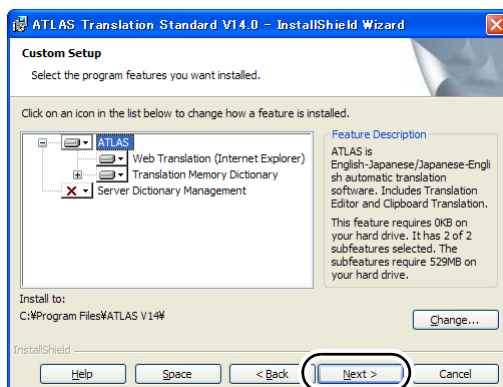 ATLAS Translation Standard V14.0 - InstallShield Wizard
Custom Setup
Select the program features you want installed.
Click on an icon in the list below to change how a feature is installed.
ATLAS
Web Translation (Internet Explorer)
Translation Memory Dictionary
Server Dictionary Management
Feature Description
ATLAS is
English-Japanese/Japanese-Engli
sh automatic translation
software. Includes Translation
Editor and Clipboard Translation.
This feature requires 0KB on
your hard drive. It has 2 of 2
subfeatures selected. The
subfeatures require 529MB on
your hard drive.
Install to:
C:¥Program Files¥ATLAS V14¥
Change...
InstallShield
Help
Space
< Back
Next >
Cancel